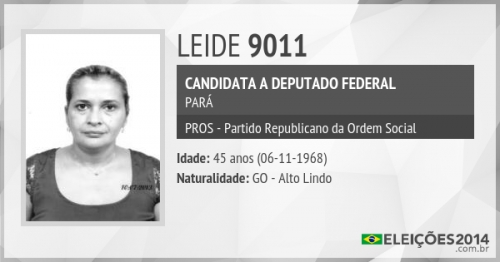 LEIDE 9011
CANDIDATA A DEPUTADO FEDERAL
PARÁ
PROS - Partido Republicano da Ordem Social
Idade: 45 anos (06-11-1968)
Naturalidade: GO - Alto Lindo
ELEIÇÕES2014
.com.br